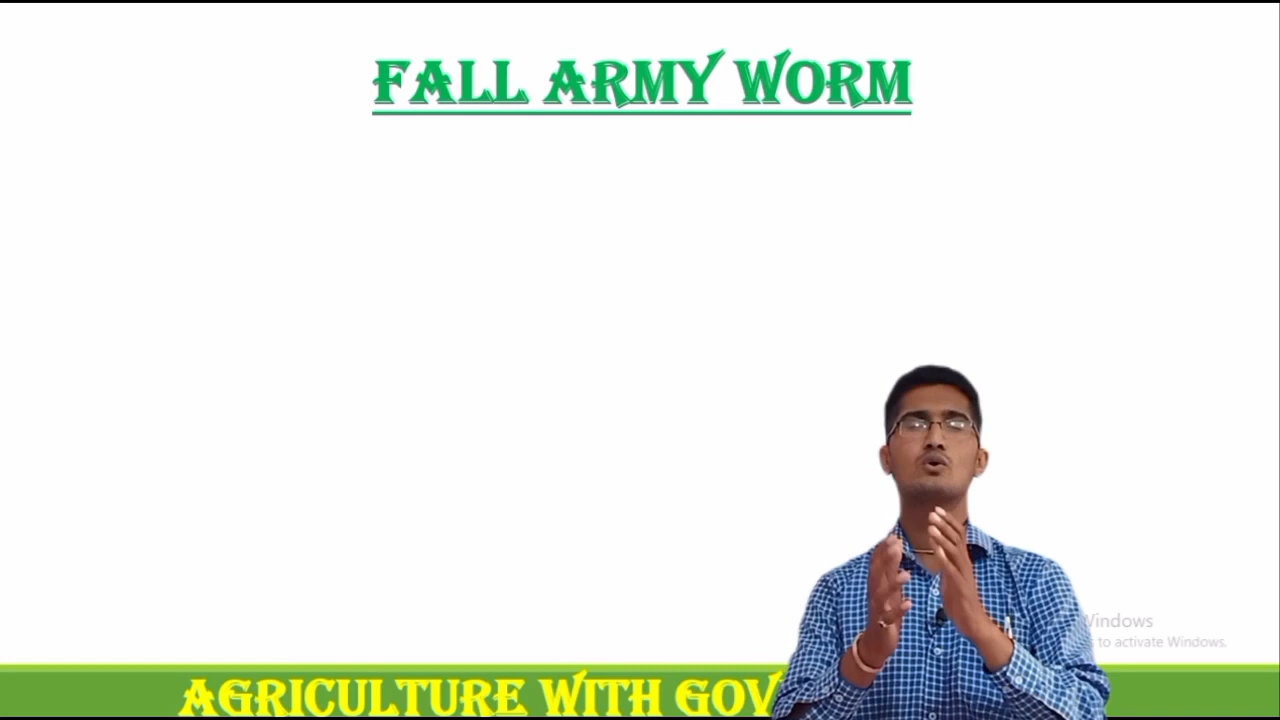 FALL ARMY WORM
Windows
to activate Windows.
AGRICULTURE WITH GOV